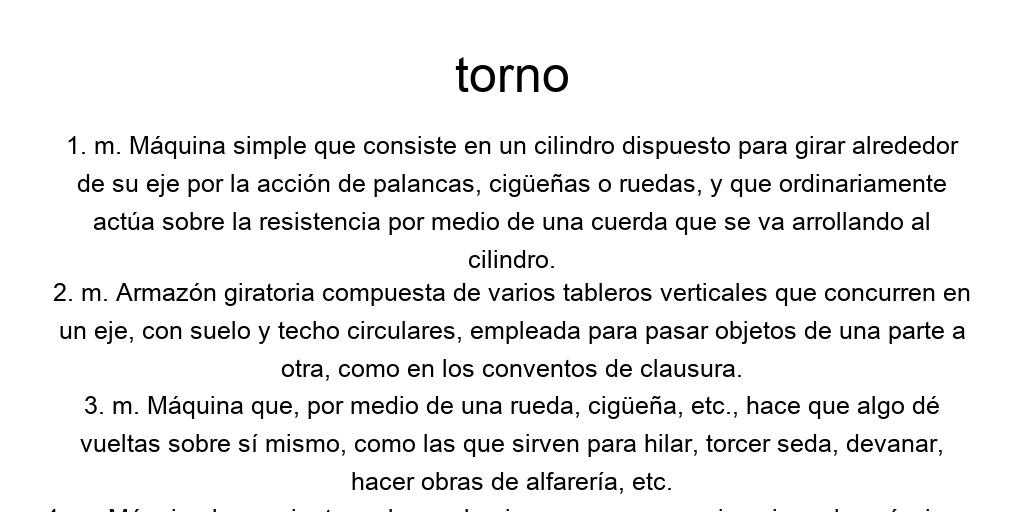 torno
1. m. Máquina simple que consiste en un cilindro dispuesto para girar alrededor
de su eje por la acción de palancas, cigüeñas o ruedas, y que ordinariamente
actúa sobre la resistencia por medio de una cuerda que se va arrollando al
cilindro.
2. m. Armazón giratoria compuesta de varios tableros verticales que concurren en
un eje, con suelo y techo circulares, empleada para pasar objetos de una parte a
otra, como en los conventos de clausura.
3. m. Máquina que, por medio de una rueda, cigüeña, etc., hace que algo dé
vueltas sobre sí mismo, como las que sirven para hilar, torcer seda, devanar,
hacer obras de alfarería, etc.